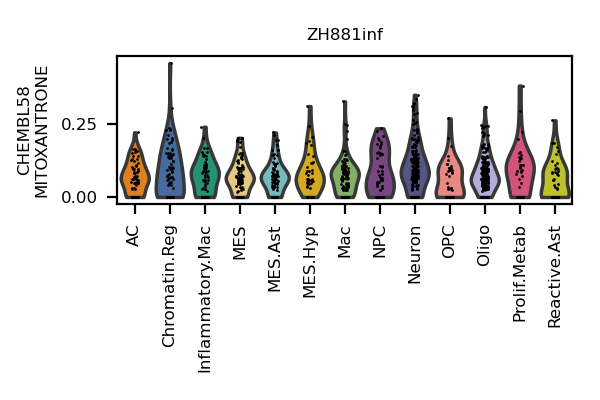 ZH881inf
CHEMBL58
MITOXANTRONE
0.25
0.00
AC
Chromatin.Reg
Inflammatory.Mac
MES
MES.Ast
MES.Hyp
Mac
NPC
Neuron
OPC
Oligo
Prolif.Metab
Reactive.Ast